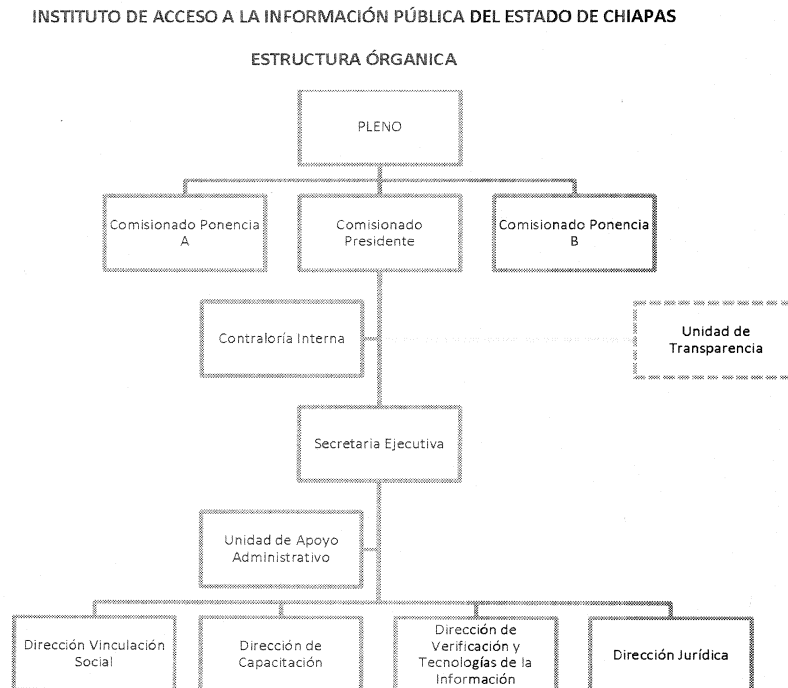 INSTITUTO DE ACCESO A LA INFORMACIÓN PÚBLICA DEL ESTADO DE CHIAPAS
ESTRUCTURA ÓRGANICA
PLENO
Comisionado Ponencia
A
Comisionado
Presidente
Comisionado Ponencia
B
Contraloría Interna
Unidad de
Transparencia
Secretaria Ejecutiva
Unidad de Apoyo
Administrativo
Dirección Vinculación
Social
Dirección de
Capacitación
Dirección de
Verificación y
Tecnologías de la
Información
Dirección Jurídica